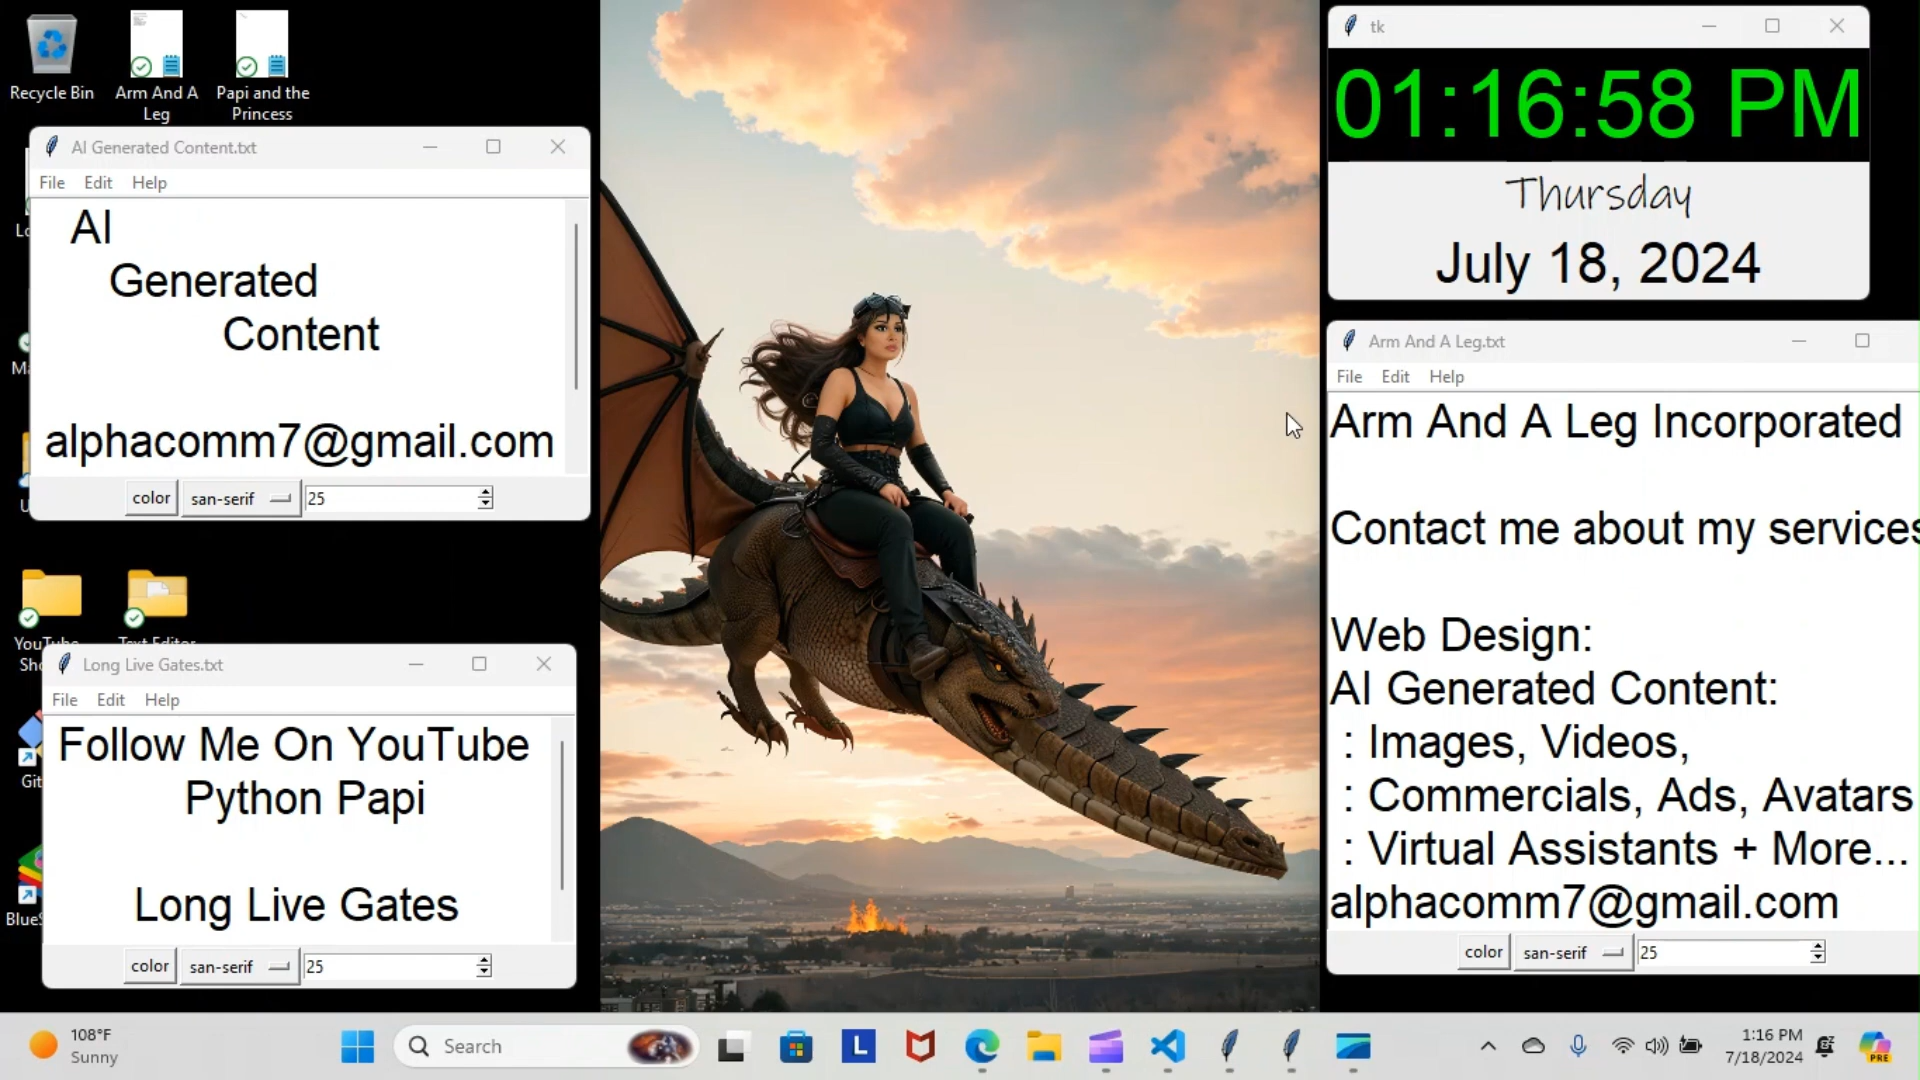 Recycle Bin
Arm And A
Leg
Papi and the
Princess
AI Generated Content.txt
File Edit Help
AI
Generated
Content
alphacomm7@gmail.com
color san-serif 25
Long Live Gates.txt
File Edit Help
Follow Me On YouTube
Python Papi
Long Live Gates
color san-serif 25
tk
01:16:58 PM
Thursday
July 18, 2024
Arm And A Leg.txt
File Edit Help
Arm And A Leg Incorporated
Contact me about my services
Web Design:
AI Generated Content:
: Images, Videos,
: Commercials, Ads, Avatars
: Virtual Assistants + More...
alphacomm7@gmail.com
color san-serif 25
108°F
Sunny
Search
L
PRE
1:16 PM
7/18/2024